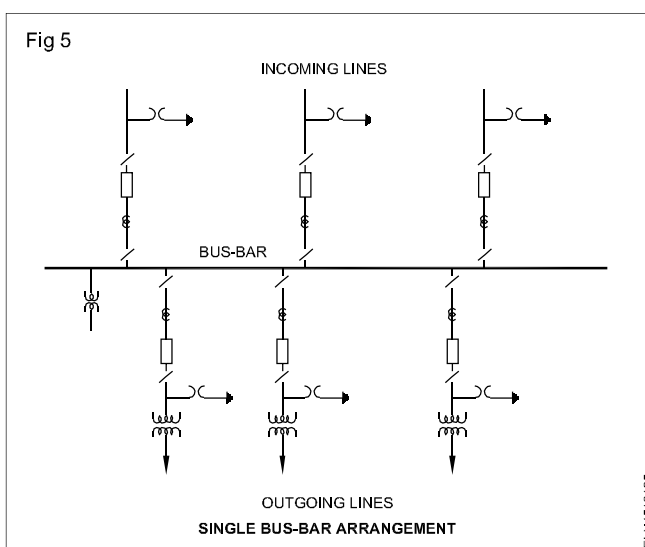 Fig 5
INCOMING LINES
BUS-BAR
OUTGOING LINES
SINGLE BUS-BAR ARRANGEMENT